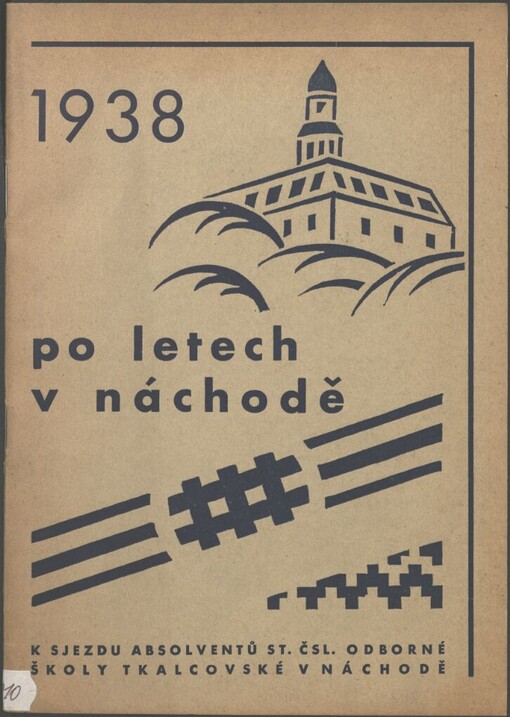 1938
po letech
v náchodě
K SJEZDU ABSOLVENTŮ ST. ČSL. ODBORNÉ
ŠKOLY TKALCOVSKÉ V NÁCHODĚ